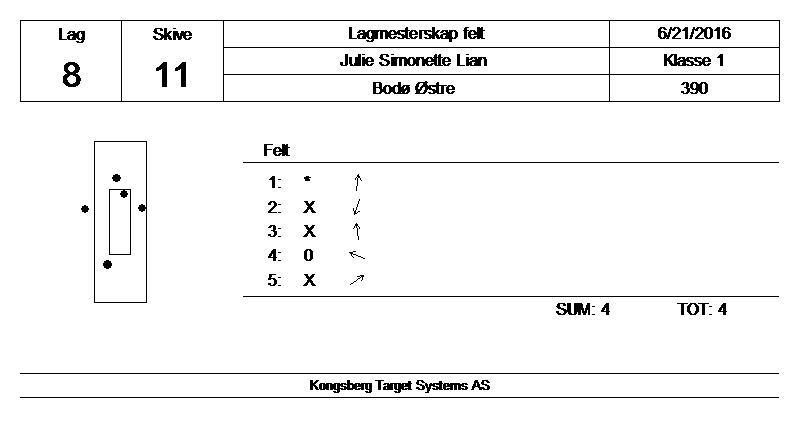 Lag Skive Lagmesterskap felt 6/21/2016
8 11 Julie Simonette Lian Klasse 1
Bodø Østre 390
Felt
1: *
2: X
3: X
4: 0
5: X
SUM: 4 TOT: 4
Kongsberg Target Systems AS